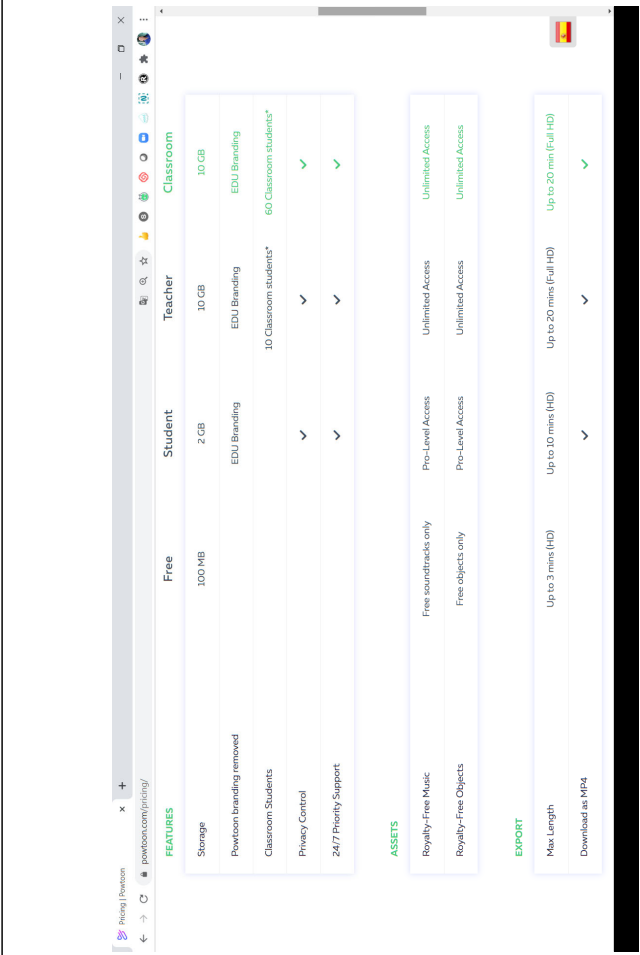 Pricing | Powtoon
powtoon.com/pricing/
FEATURES Free Student Teacher Classroom
Storage 100 MB 2 GB 10 GB 10 GB
Powtoon branding removed EDU Branding EDU Branding EDU Branding
Classroom Students 10 Classroom students* 60 Classroom students*
Privacy Control
24/7 Priority Support
ASSETS
Royalty-Free Music Free soundtracks only Pro-Level Access Unlimited Access Unlimited Access
Royalty-Free Objects Free objects only Pro-Level Access Unlimited Access Unlimited Access
EXPORT
Max Length Up to 3 mins (HD) Up to 10 mins (HD) Up to 20 mins (Full HD) Up to 20 min (Full HD)
Download as MP4